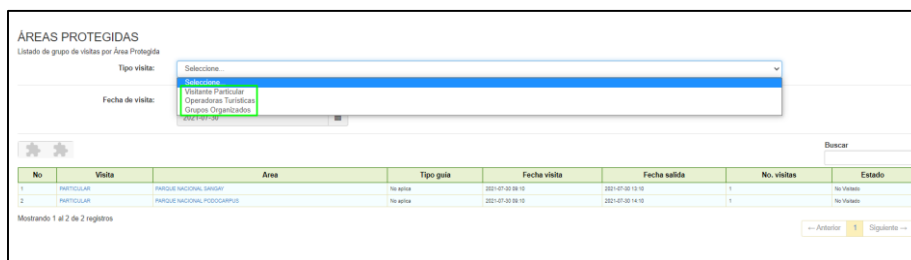 ÁREAS PROTEGIDAS
Listado de grupo de visitas por Área Protegida
Tipo visita: Seleccione...
Seleccione...
Visitante Particular
Fecha de visita: Operadoras Turísticas
Grupos Organizados
2021-07-30
Buscar
No Visita Area Tipo guía Fecha visita Fecha salida No. visitas Estado
1 PARTICULAR PARQUE NACIONAL SANGAY No aplica 2021-07-30 09:10 2021-07-30 13:10 1 No Visitado
2 PARTICULAR PARQUE NACIONAL PODOCARPUS No aplica 2021-07-30 09:10 2021-07-30 14:10 1 No Visitado
Mostrando 1 al 2 de 2 registros
← Anterior 1 Siguiente →